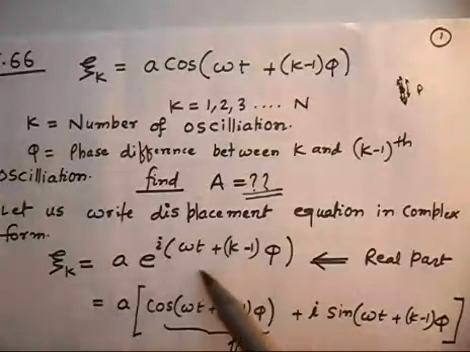 ①
.66 ξₖ = a cos(ωt + (k-1)φ)
K = 1, 2, 3 .... N
P
K = Number of oscilliation.
φ = Phase difference between K and (K-1)ᵗʰ
oscilliation. find A = ??
Let us write displacement equation in complex
form.
ξₖ = a e^{i(ωt + (k-1)φ)} ⇐ Real part
= a[cos(ωt + 1)φ) + i sin(ωt + (k-1)φ]